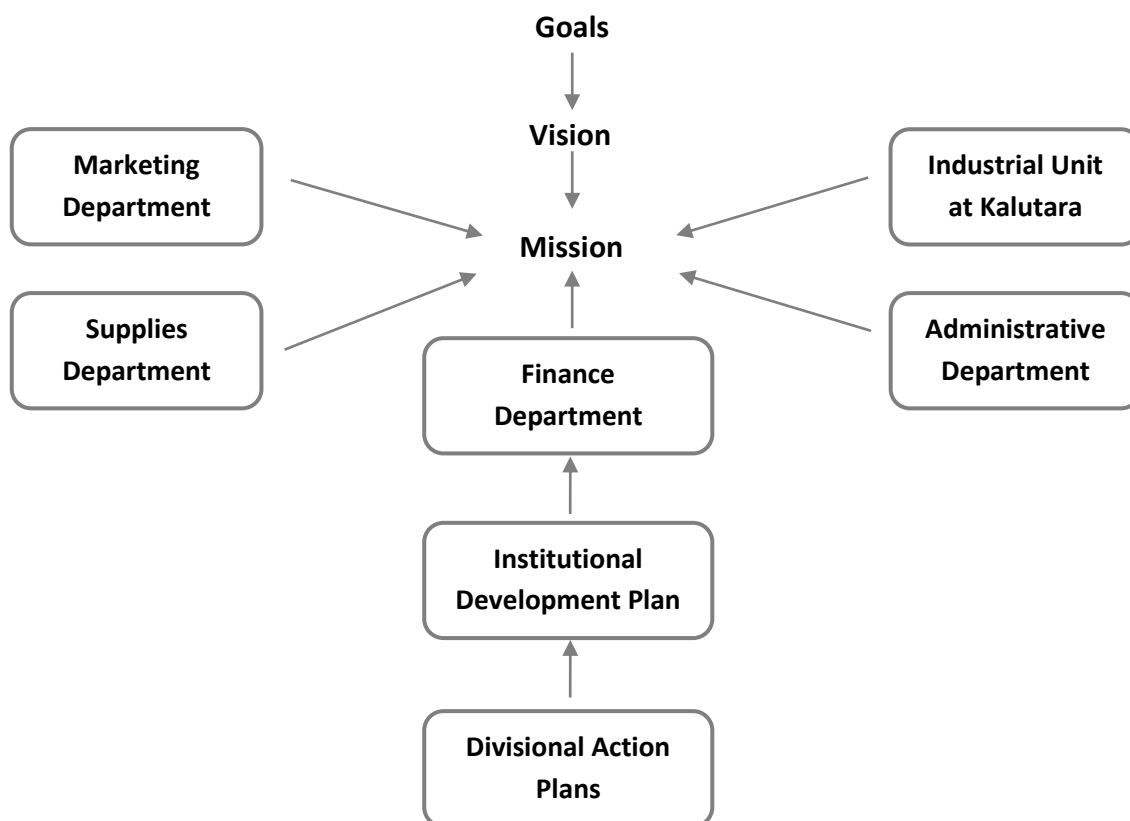 Goals
Vision
Marketing
Department
Industrial Unit
at Kalutara
Mission
Supplies
Department
Administrative
Department
Finance
Department
Institutional
Development Plan
Divisional Action
Plans